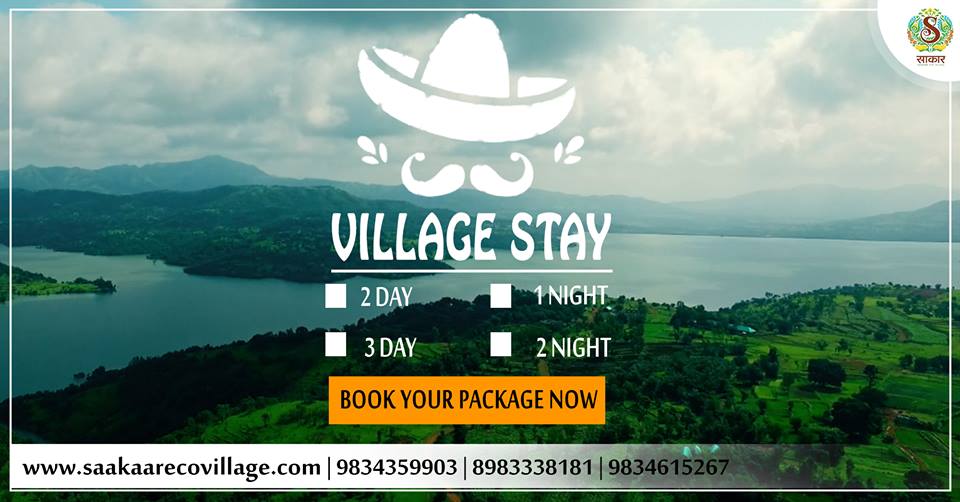 S
साकार
VILLAGE STAY
2 DAY 1 NIGHT
3 DAY 2 NIGHT
BOOK YOUR PACKAGE NOW
www.saakaarecovillage.com | 9834359903 | 8983338181 | 9834615267